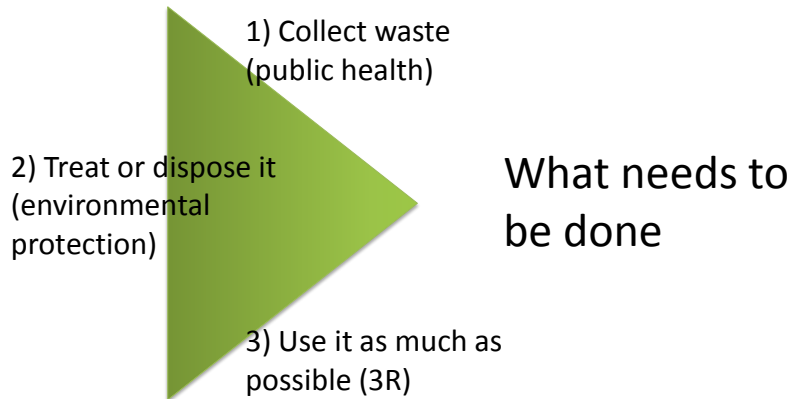 1) Collect waste
(public health)
2) Treat or dispose it
(environmental
protection)
What needs to
be done
3) Use it as much as
possible (3R)